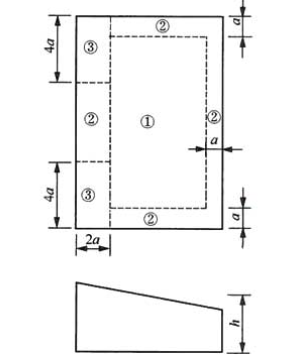 ② a
4a ③
② ① ②
a
4a ③
② a
2a
h